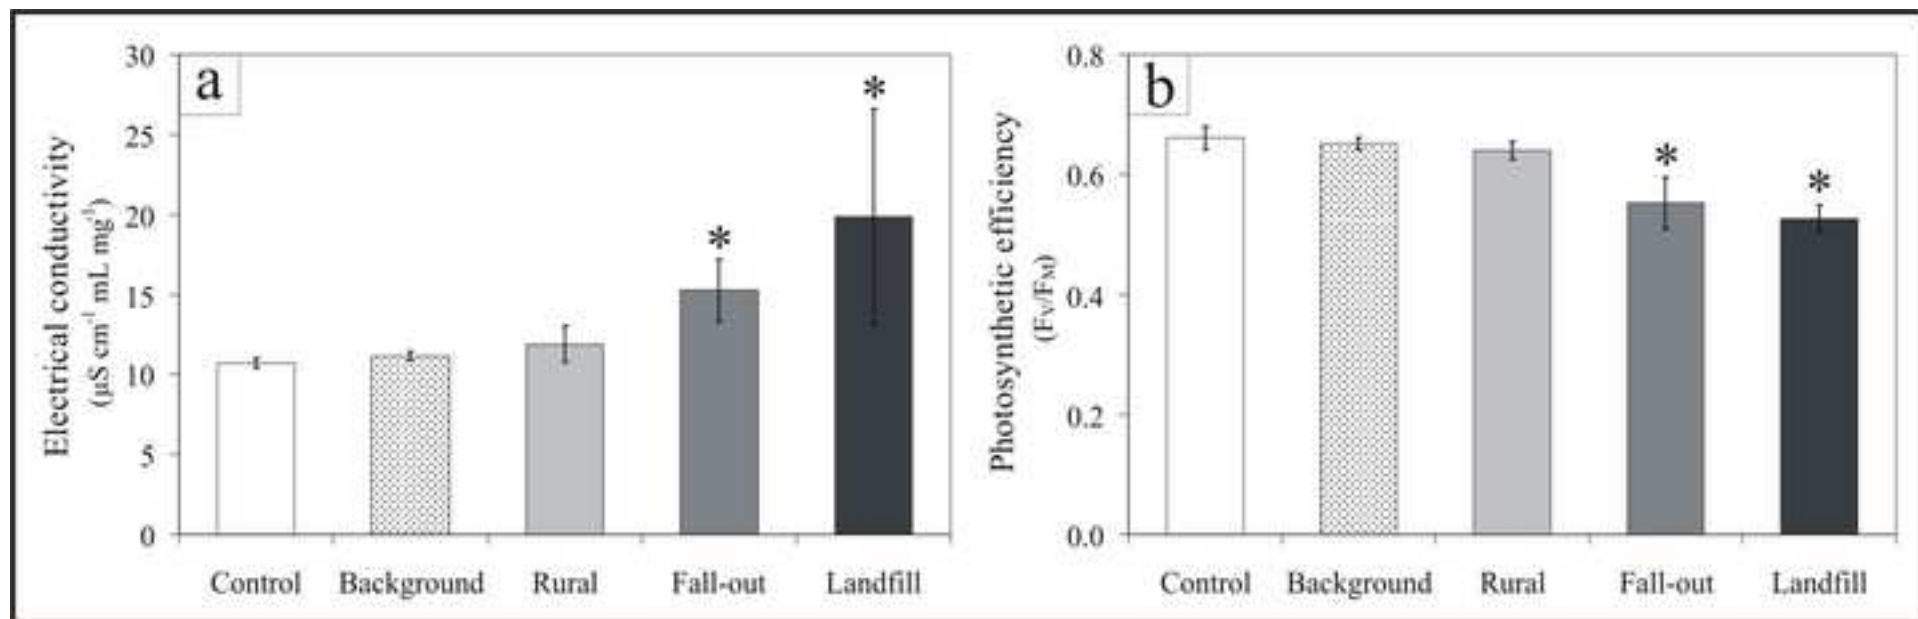 a
30
25
20
15
10
5
0
Electrical conductivity
(µS cm⁻¹ mL mg⁻¹)
*
*
Control Background Rural Fall-out Landfill
b
0.8
0.6
0.4
0.2
0.0
Photosynthetic efficiency
(Fᵥ/Fₘ)
*
*
Control Background Rural Fall-out Landfill